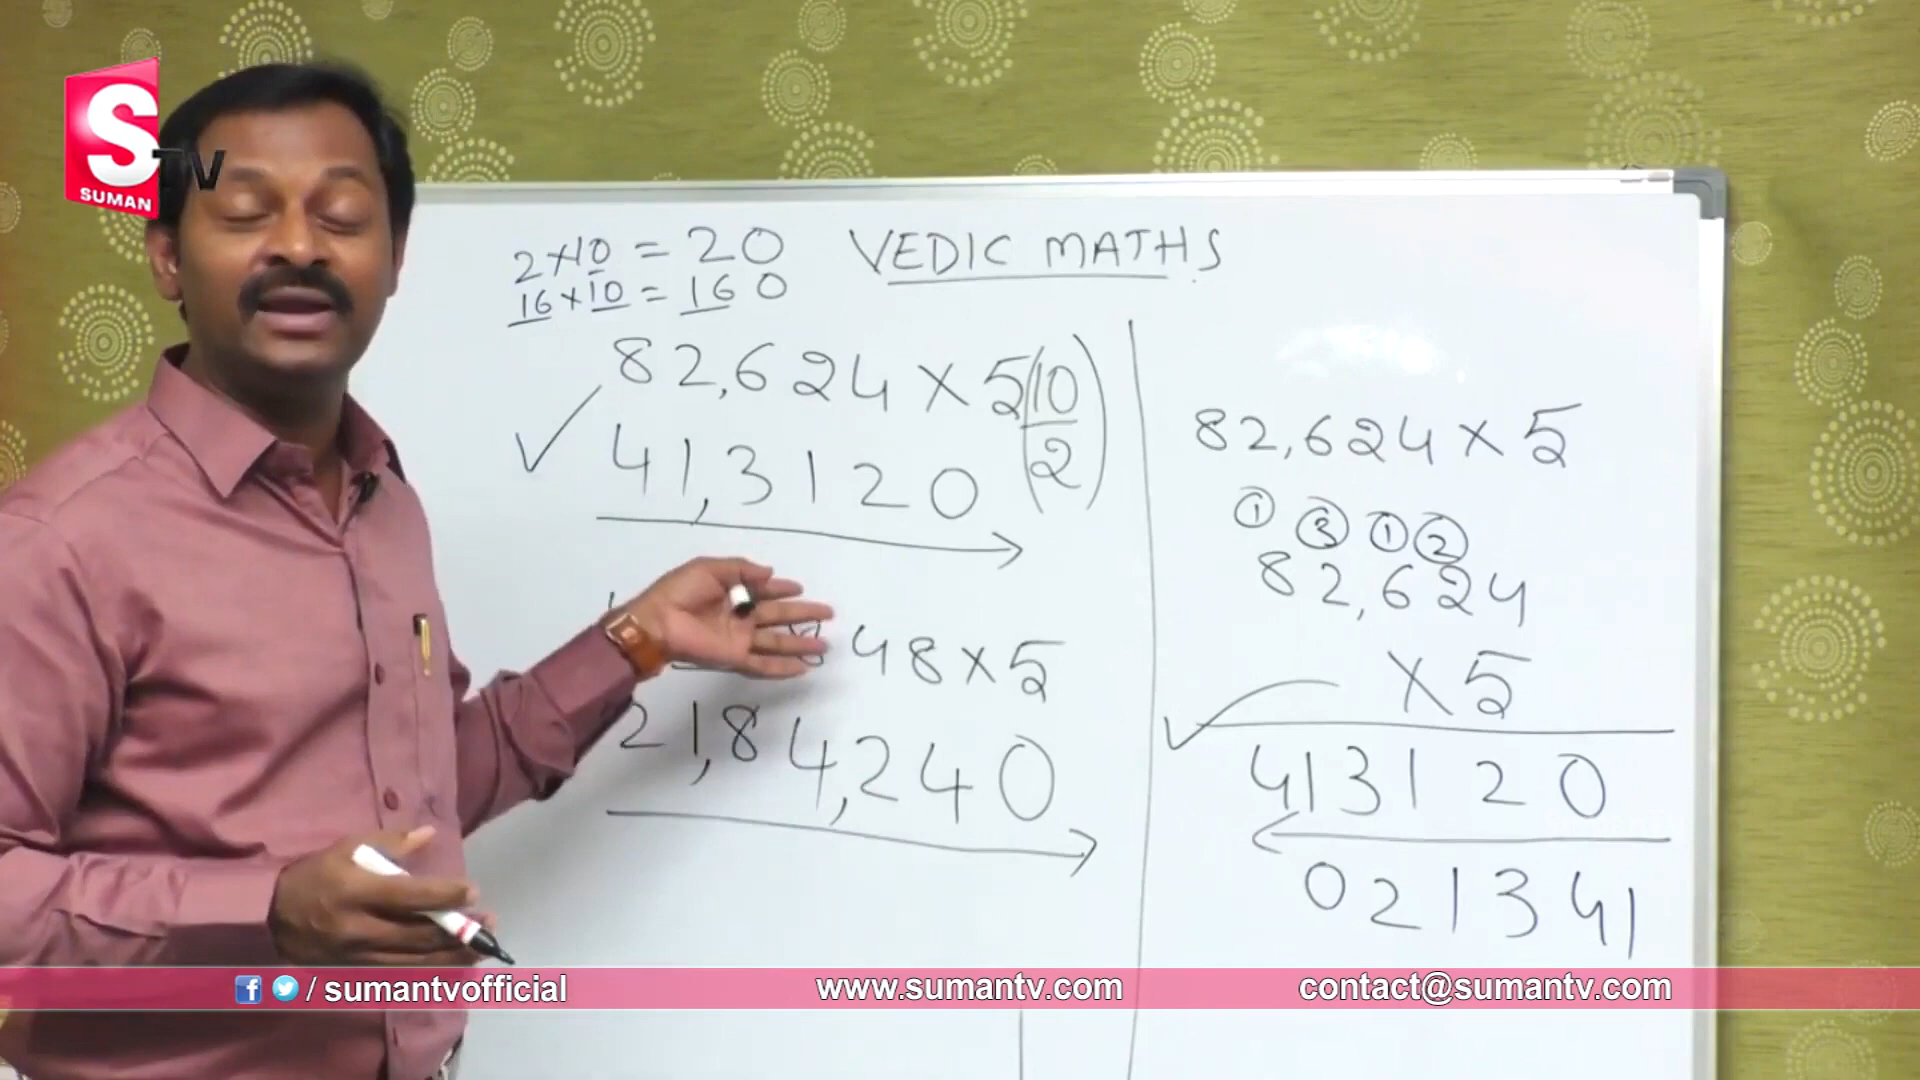 S
TV
SUMAN
2×10 = 20
16×10 = 160
VEDIC MATHS
82,624 × 5 (10/2)
41,3120
48×5
21,84,240
82,624×5
① ③ ① ②
82,624
×5
413120
021341
/ sumantvofficial
www.sumantv.com
contact@sumantv.com